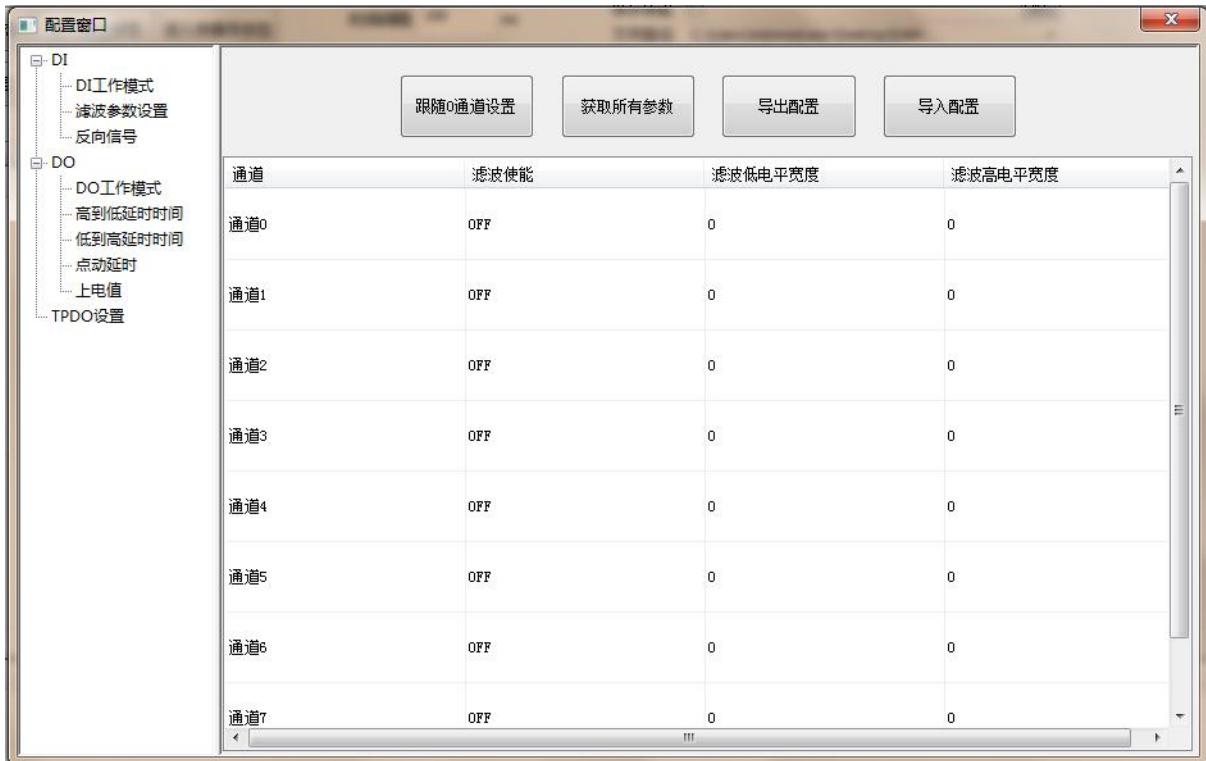 配置窗口
DI
DI工作模式
滤波参数设置
反向信号
DO
DO工作模式
高到低延时时间
低到高延时时间
点动延时
上电值
TPDO设置
跟随0通道设置 获取所有参数 导出配置 导入配置
通道 滤波使能 滤波低电平宽度 滤波高电平宽度
通道0 OFF 0 0
通道1 OFF 0 0
通道2 OFF 0 0
通道3 OFF 0 0
通道4 OFF 0 0
通道5 OFF 0 0
通道6 OFF 0 0
通道7 OFF 0 0